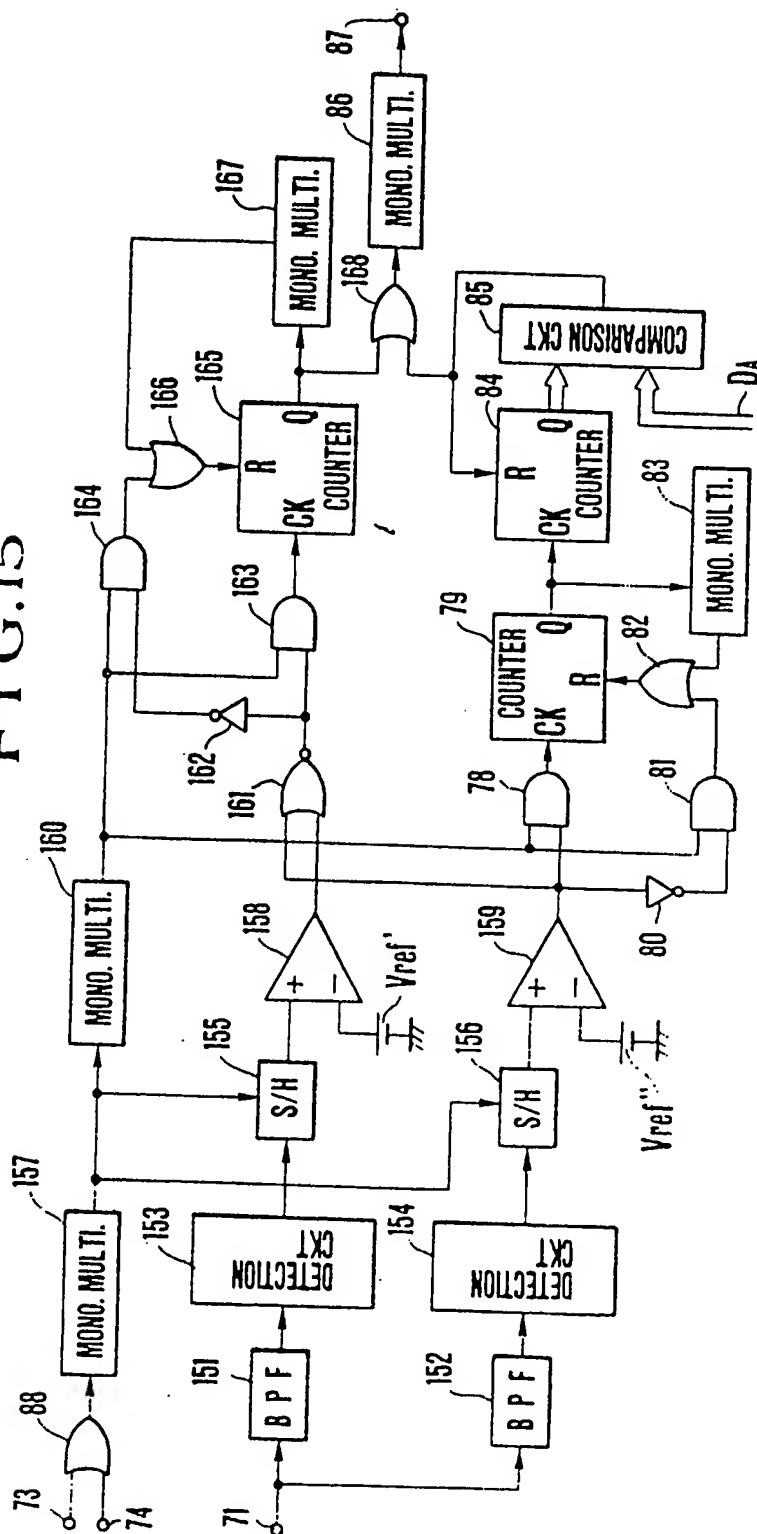 FIG.15
73
74
88
157
MONO. MULTI.
160
MONO. MULTI.
164
166
167
MONO. MULTI.
162
163
165
R
CK
Q
COUNTER
161
168
86
MONO. MULTI.
87
71
151
BPF
153
DETECTION
CKT
155
S/H
158
+
−
Vref'
152
BPF
154
DETECTION
CKT
156
S/H
159
+
−
Vref"
78
79
COUNTER
CK
Q
R
80
81
82
83
MONO. MULTI.
84
R
CK
Q
COUNTER
85
COMPARISON CKT
DA